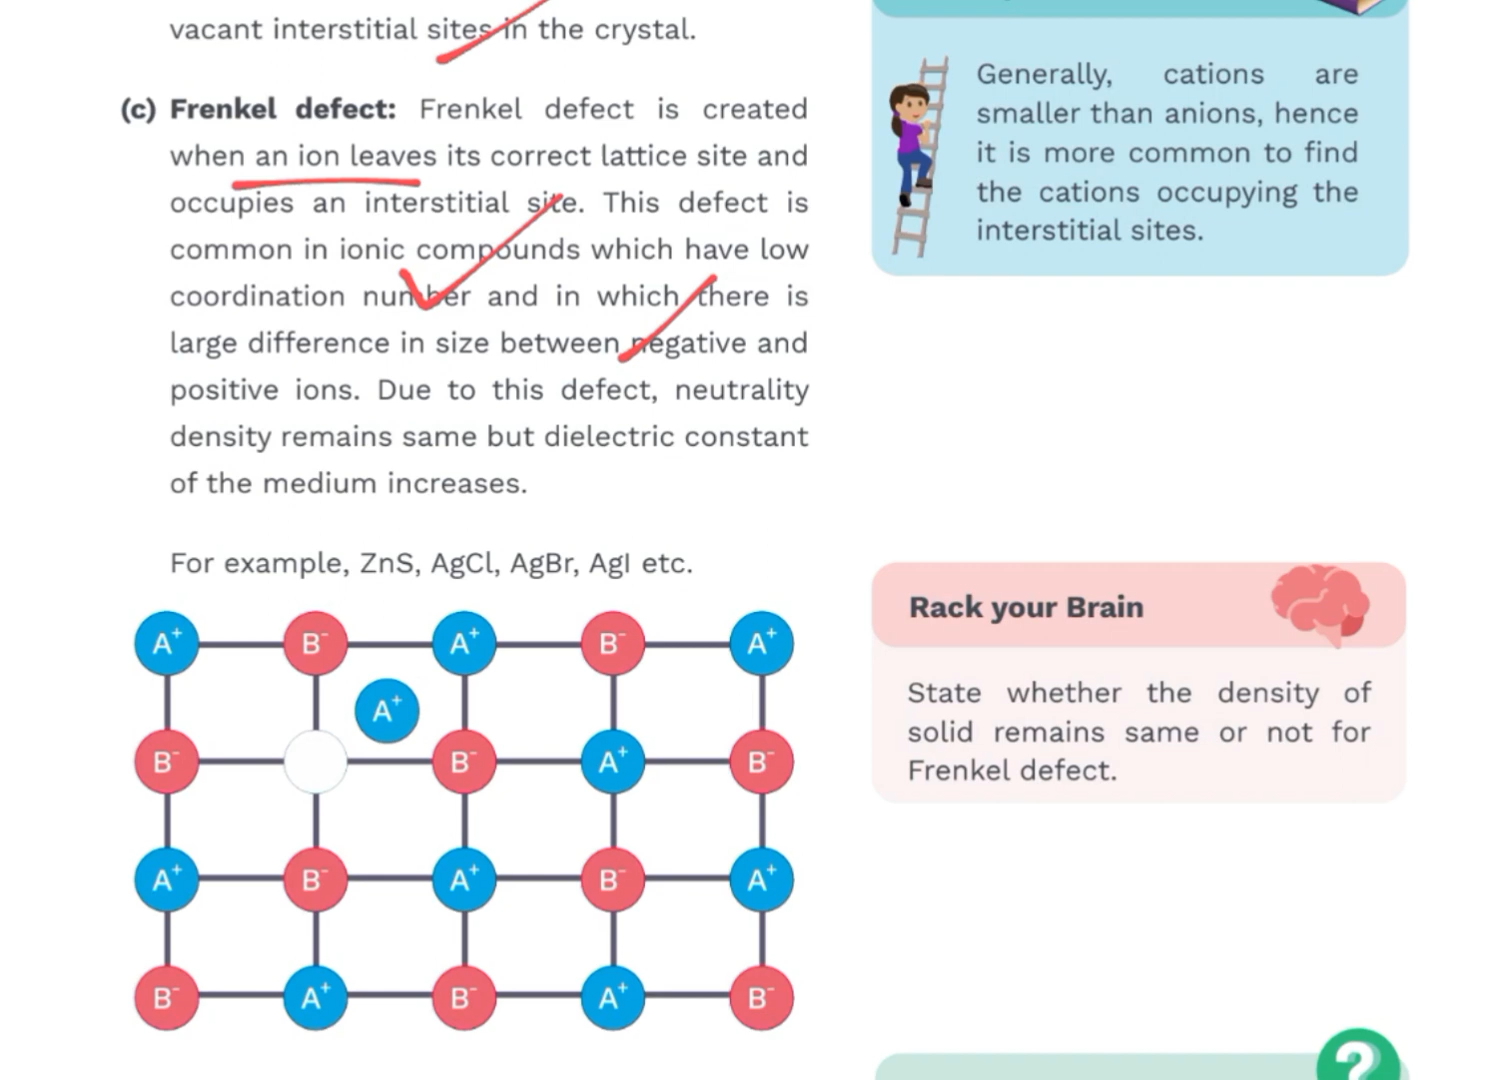 vacant interstitial sites in the crystal.
(c) Frenkel defect: Frenkel defect is created
when an ion leaves its correct lattice site and
occupies an interstitial site. This defect is
common in ionic compounds which have low
coordination number and in which there is
large difference in size between negative and
positive ions. Due to this defect, neutrality
density remains same but dielectric constant
of the medium increases.
For example, ZnS, AgCl, AgBr, AgI etc.
A⁺ B⁻ A⁺ B⁻ A⁺
A⁺
B⁻ B⁻ A⁺ B⁻
A⁺ B⁻ A⁺ B⁻ A⁺
B⁻ A⁺ B⁻ A⁺ B⁻
Generally, cations are
smaller than anions, hence
it is more common to find
the cations occupying the
interstitial sites.
Rack your Brain
State whether the density of
solid remains same or not for
Frenkel defect.
?